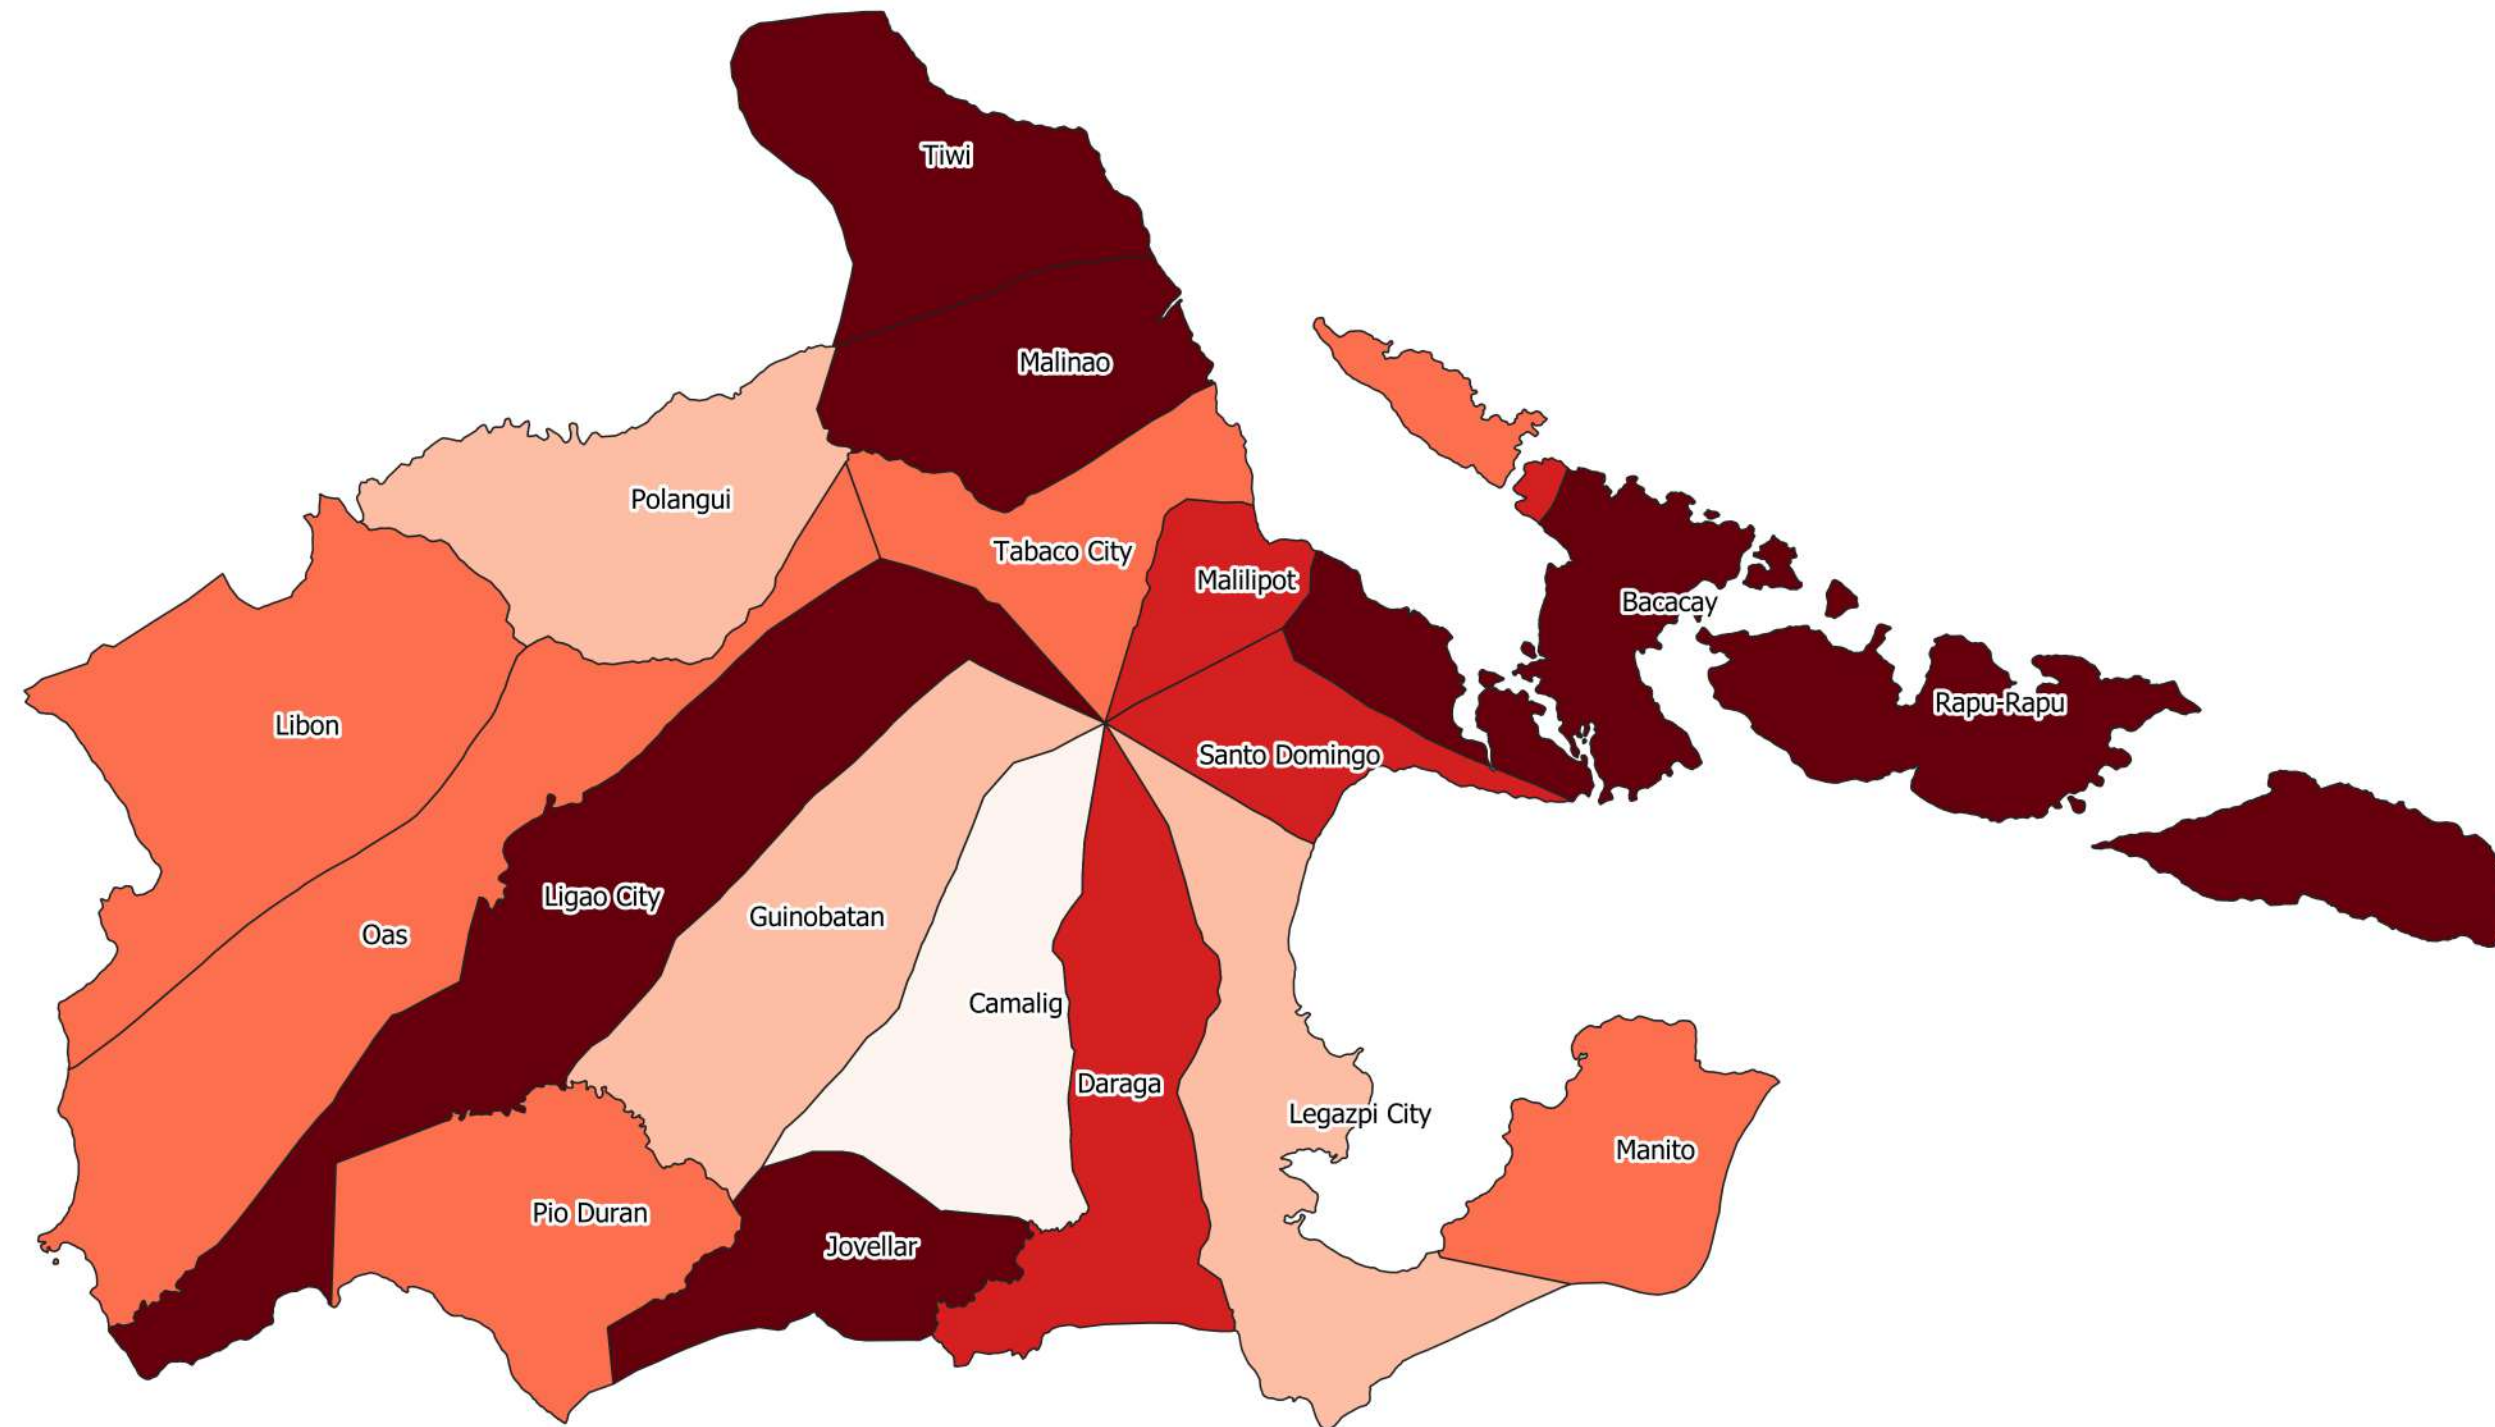 Tiwi
Malinao
Polangui
Tabaco City
Malilipot
Bacacay
Rapu-Rapu
Libon
Santo Domingo
Ligao City
Guinobatan
Oas
Camalig
Daraga
Legazpi City
Manito
Pio Duran
Jovellar